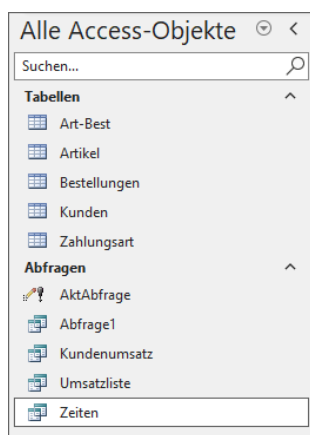 Alle Access-Objekte
Suchen...
Tabellen
Art-Best
Artikel
Bestellungen
Kunden
Zahlungsart
Abfragen
AktAbfrage
Abfrage1
Kundenumsatz
Umsatzliste
Zeiten